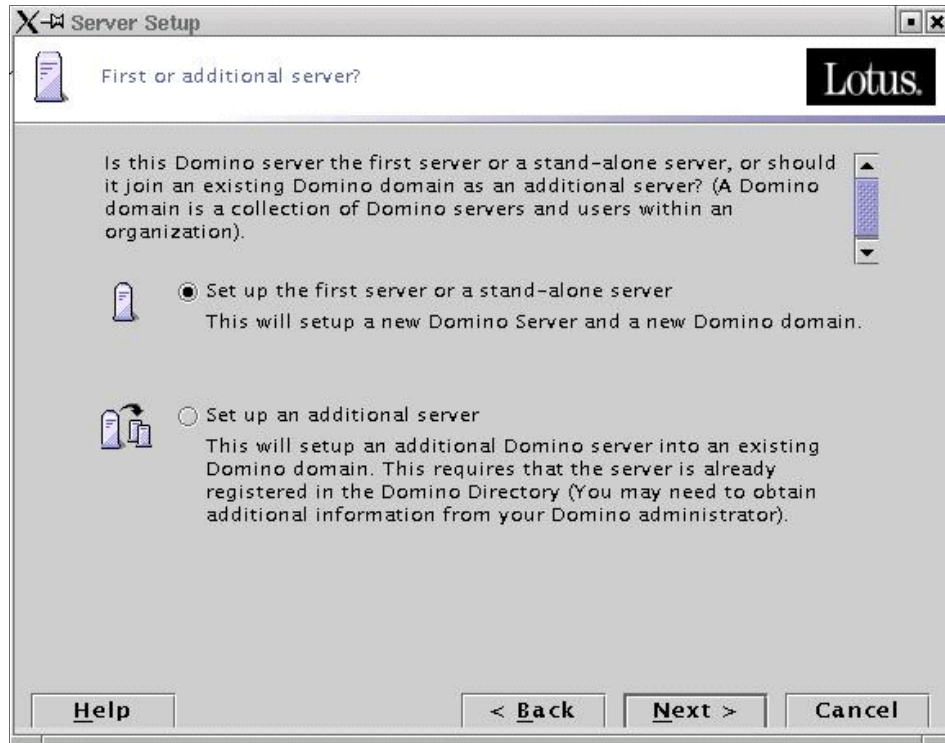 Server Setup
First or additional server?
Lotus.
Is this Domino server the first server or a stand-alone server, or should
it join an existing Domino domain as an additional server? (A Domino
domain is a collection of Domino servers and users within an
organization).
Set up the first server or a stand-alone server
This will setup a new Domino Server and a new Domino domain.
Set up an additional server
This will setup an additional Domino server into an existing
Domino domain. This requires that the server is already
registered in the Domino Directory (You may need to obtain
additional information from your Domino administrator).
Help
< Back
Next >
Cancel